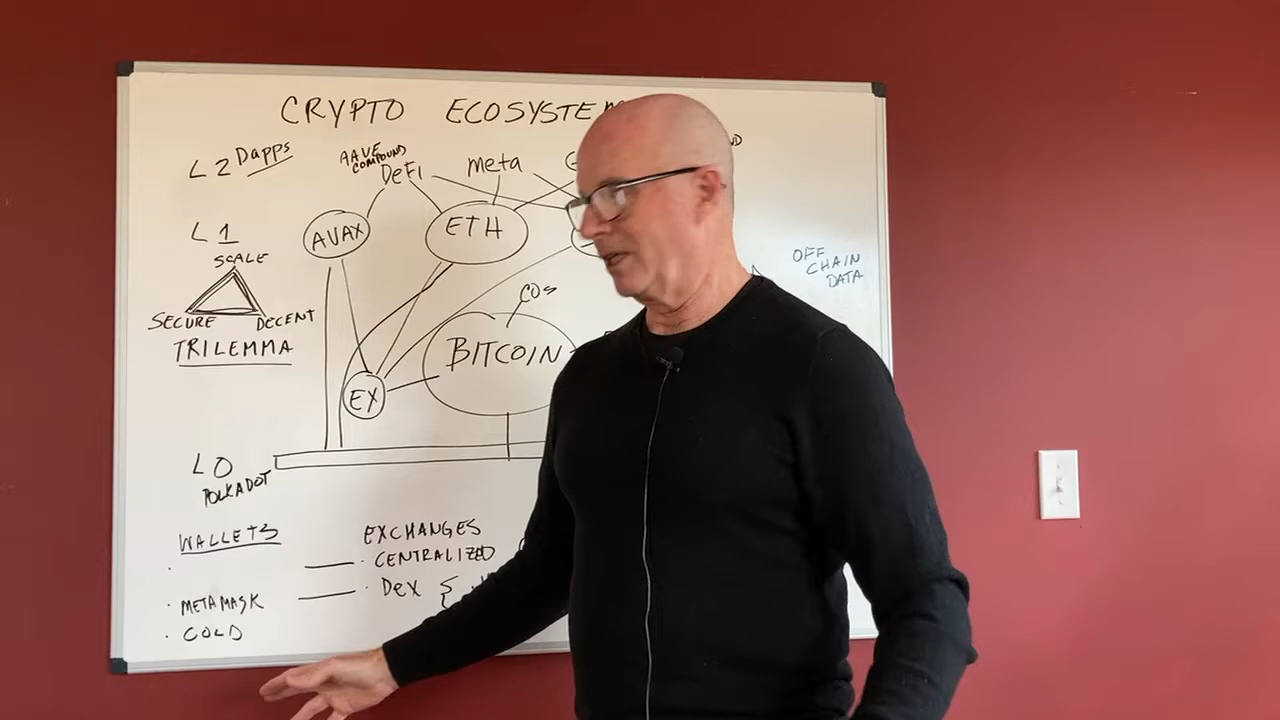 CRYPTO ECOSYSTEM
L2 Dapps
AAVE
COMPOUND
DeFi
meta
L1
AVAX
ETH
SCALE
SECURE
DECENT
TRILEMMA
COs
BITCOIN
EX
OFF
CHAIN
DATA
L0
POLKADOT
WALLETS
METAMASK
COLD
EXCHANGES
CENTRALIZED
DEX {